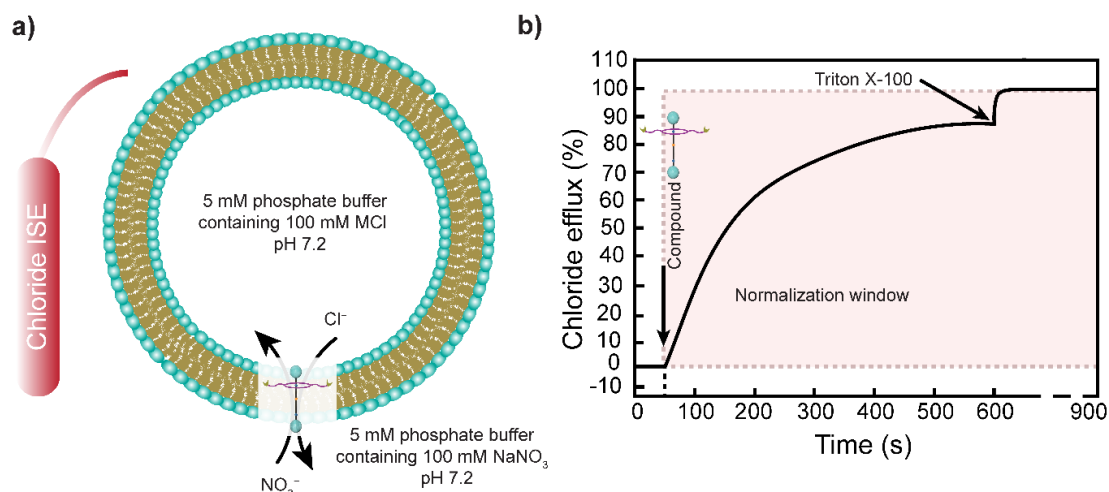 a)
Chloride ISE
5 mM phosphate buffer
containing 100 mM MCl
pH 7.2
Cl⁻
5 mM phosphate buffer
containing 100 mM NaNO₃
pH 7.2
NO₃⁻
b)
Chloride efflux (%)
110
100
90
80
70
60
50
40
30
20
10
0
-10
Triton X-100
Compound
Normalization window
0 100 200 300 400 500 600 900
Time (s)